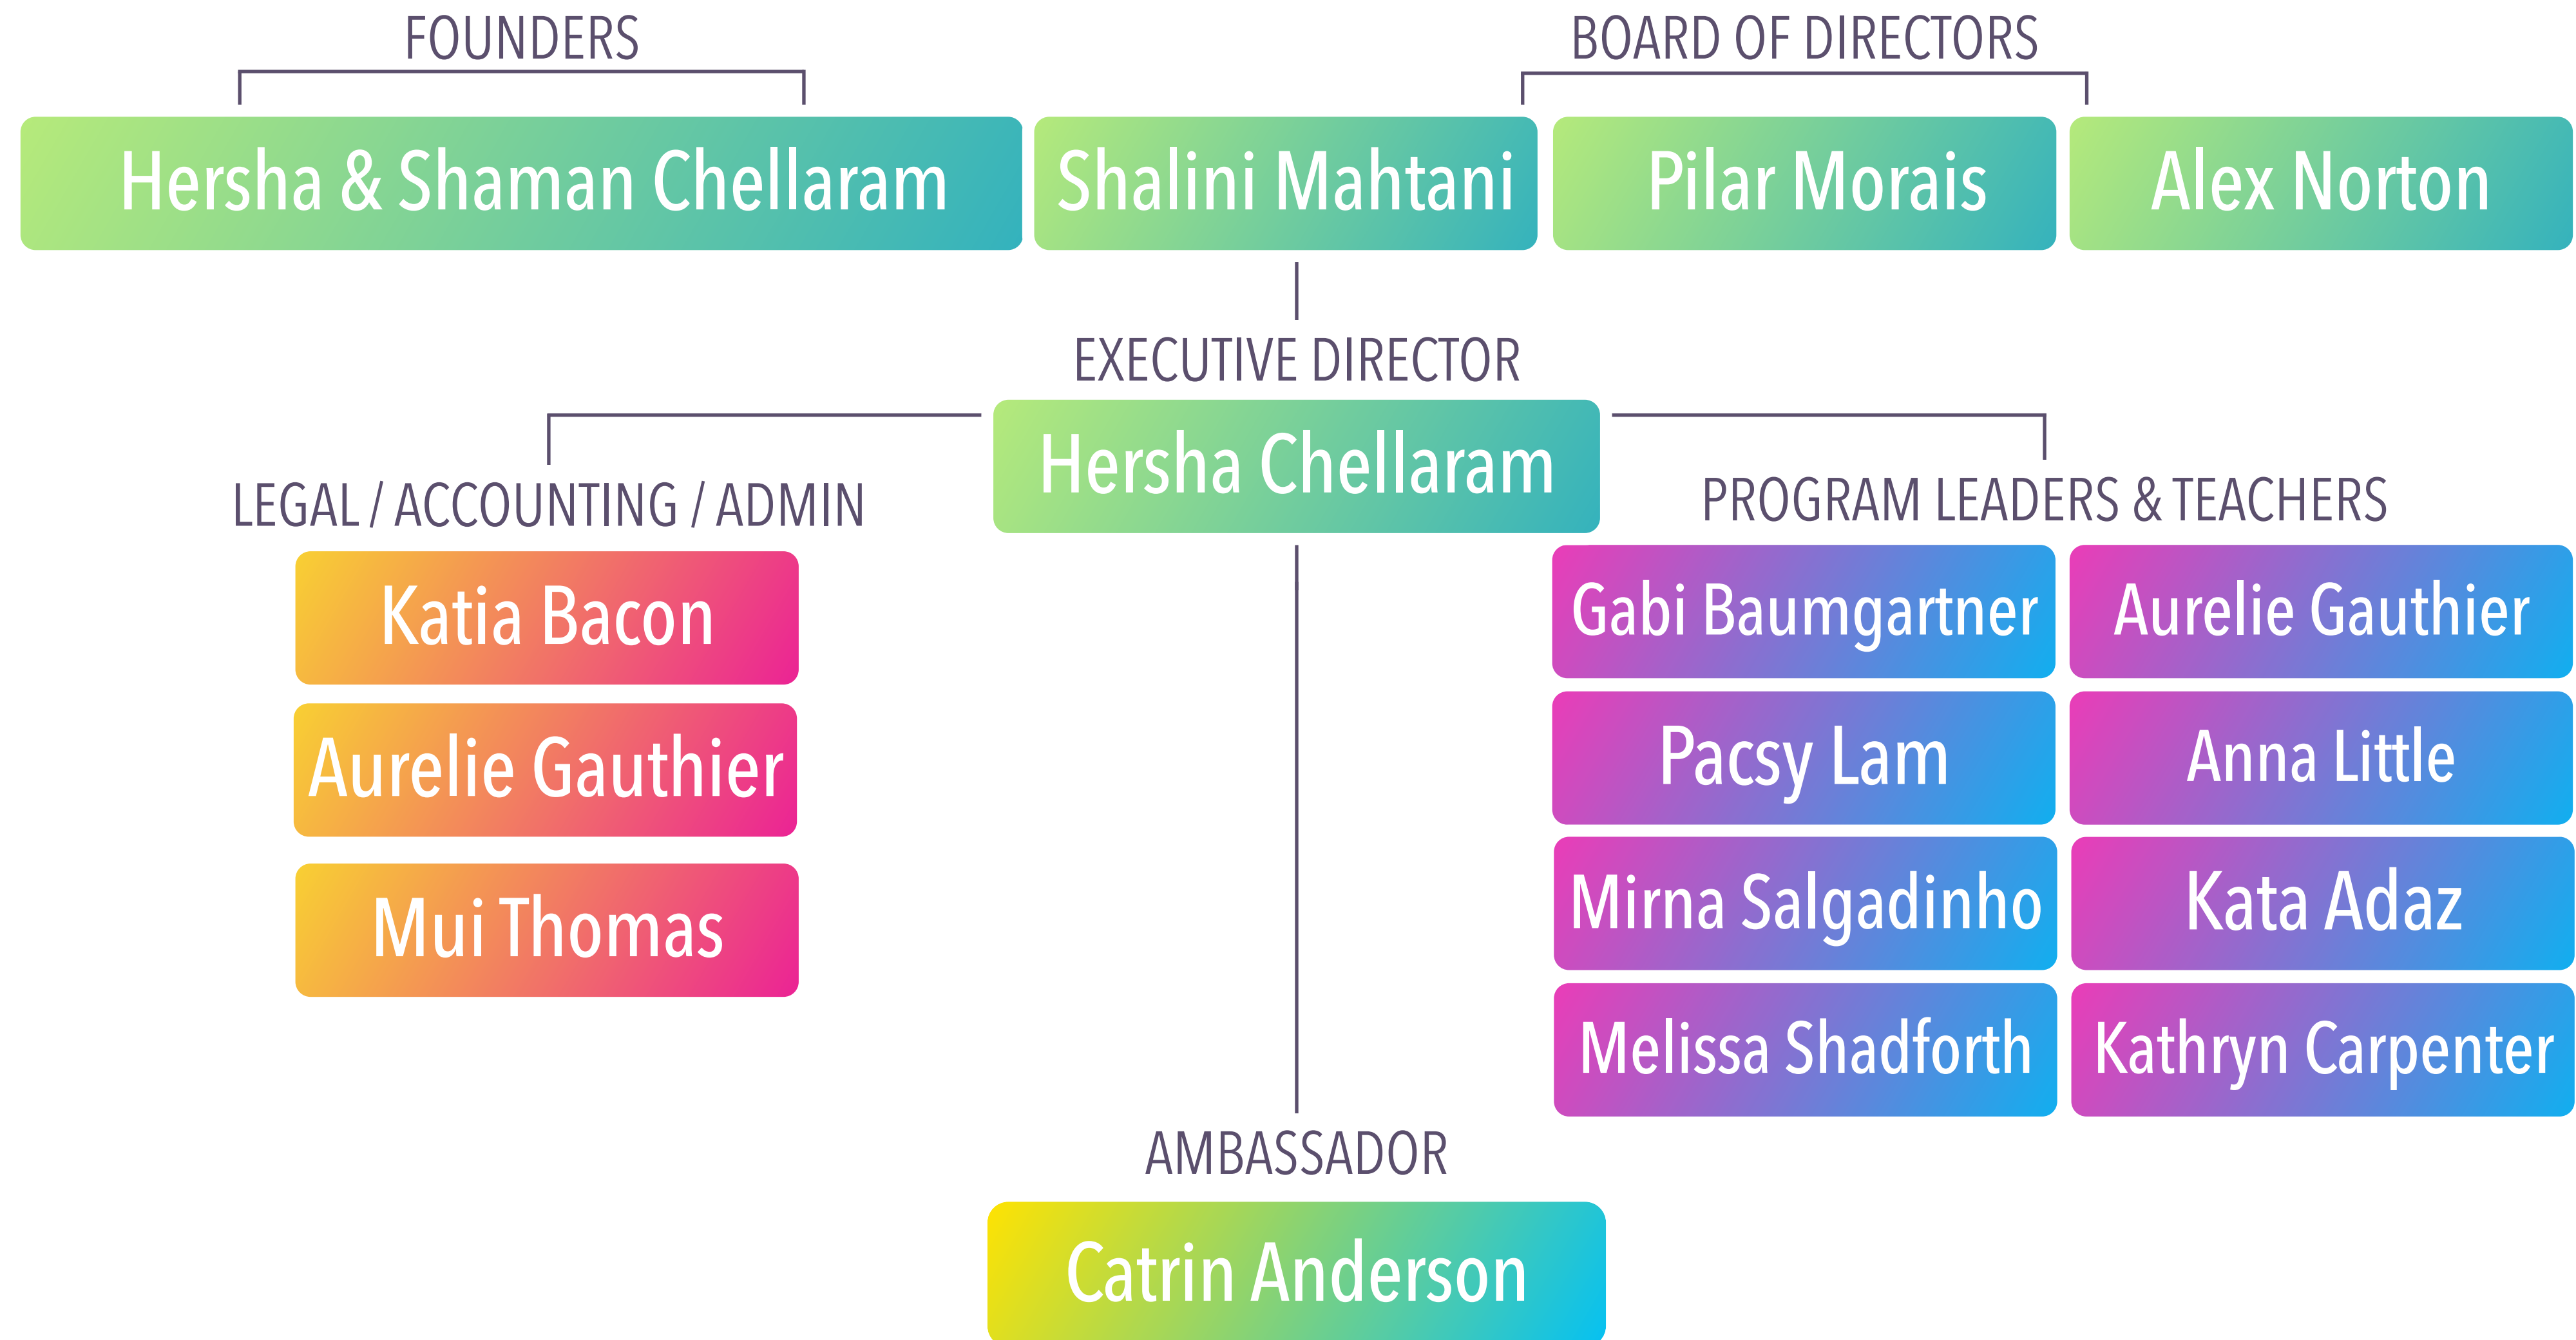 FOUNDERS
BOARD OF DIRECTORS
Hersha & Shaman Chellaram
Shalini Mahtani
Pilar Morais
Alex Norton
EXECUTIVE DIRECTOR
Hersha Chellaram
LEGAL / ACCOUNTING / ADMIN
Katia Bacon
Aurelie Gauthier
Mui Thomas
PROGRAM LEADERS & TEACHERS
Gabi Baumgartner
Aurelie Gauthier
Pacsy Lam
Anna Little
Mirna Salgadinho
Kata Adaz
Melissa Shadforth
Kathryn Carpenter
AMBASSADOR
Catrin Anderson